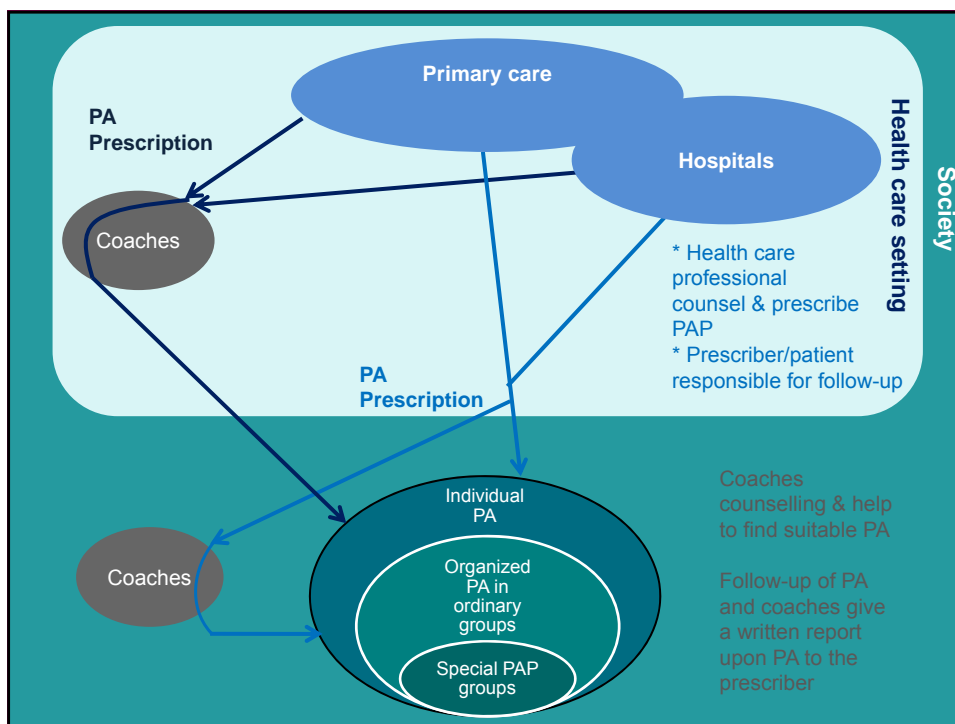 Primary care
PA
Prescription
Hospitals
Health care setting
Society
Coaches
* Health care
professional
counsel & prescribe
PAP
* Prescriber/patient
responsible for follow-up
PA
Prescription
Individual
PA
Coaches
counselling & help
to find suitable PA
Organized
PA in
ordinary
groups
Coaches
Follow-up of PA
and coaches give
a written report
upon PA to the
prescriber
Special PAP
groups